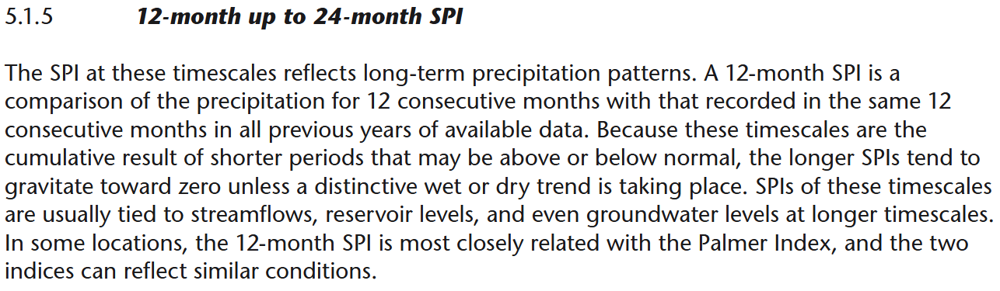 5.1.5 12-month up to 24-month SPI
The SPI at these timescales reflects long-term precipitation patterns. A 12-month SPI is a
comparison of the precipitation for 12 consecutive months with that recorded in the same 12
consecutive months in all previous years of available data. Because these timescales are the
cumulative result of shorter periods that may be above or below normal, the longer SPIs tend to
gravitate toward zero unless a distinctive wet or dry trend is taking place. SPIs of these timescales
are usually tied to streamflows, reservoir levels, and even groundwater levels at longer timescales.
In some locations, the 12-month SPI is most closely related with the Palmer Index, and the two
indices can reflect similar conditions.